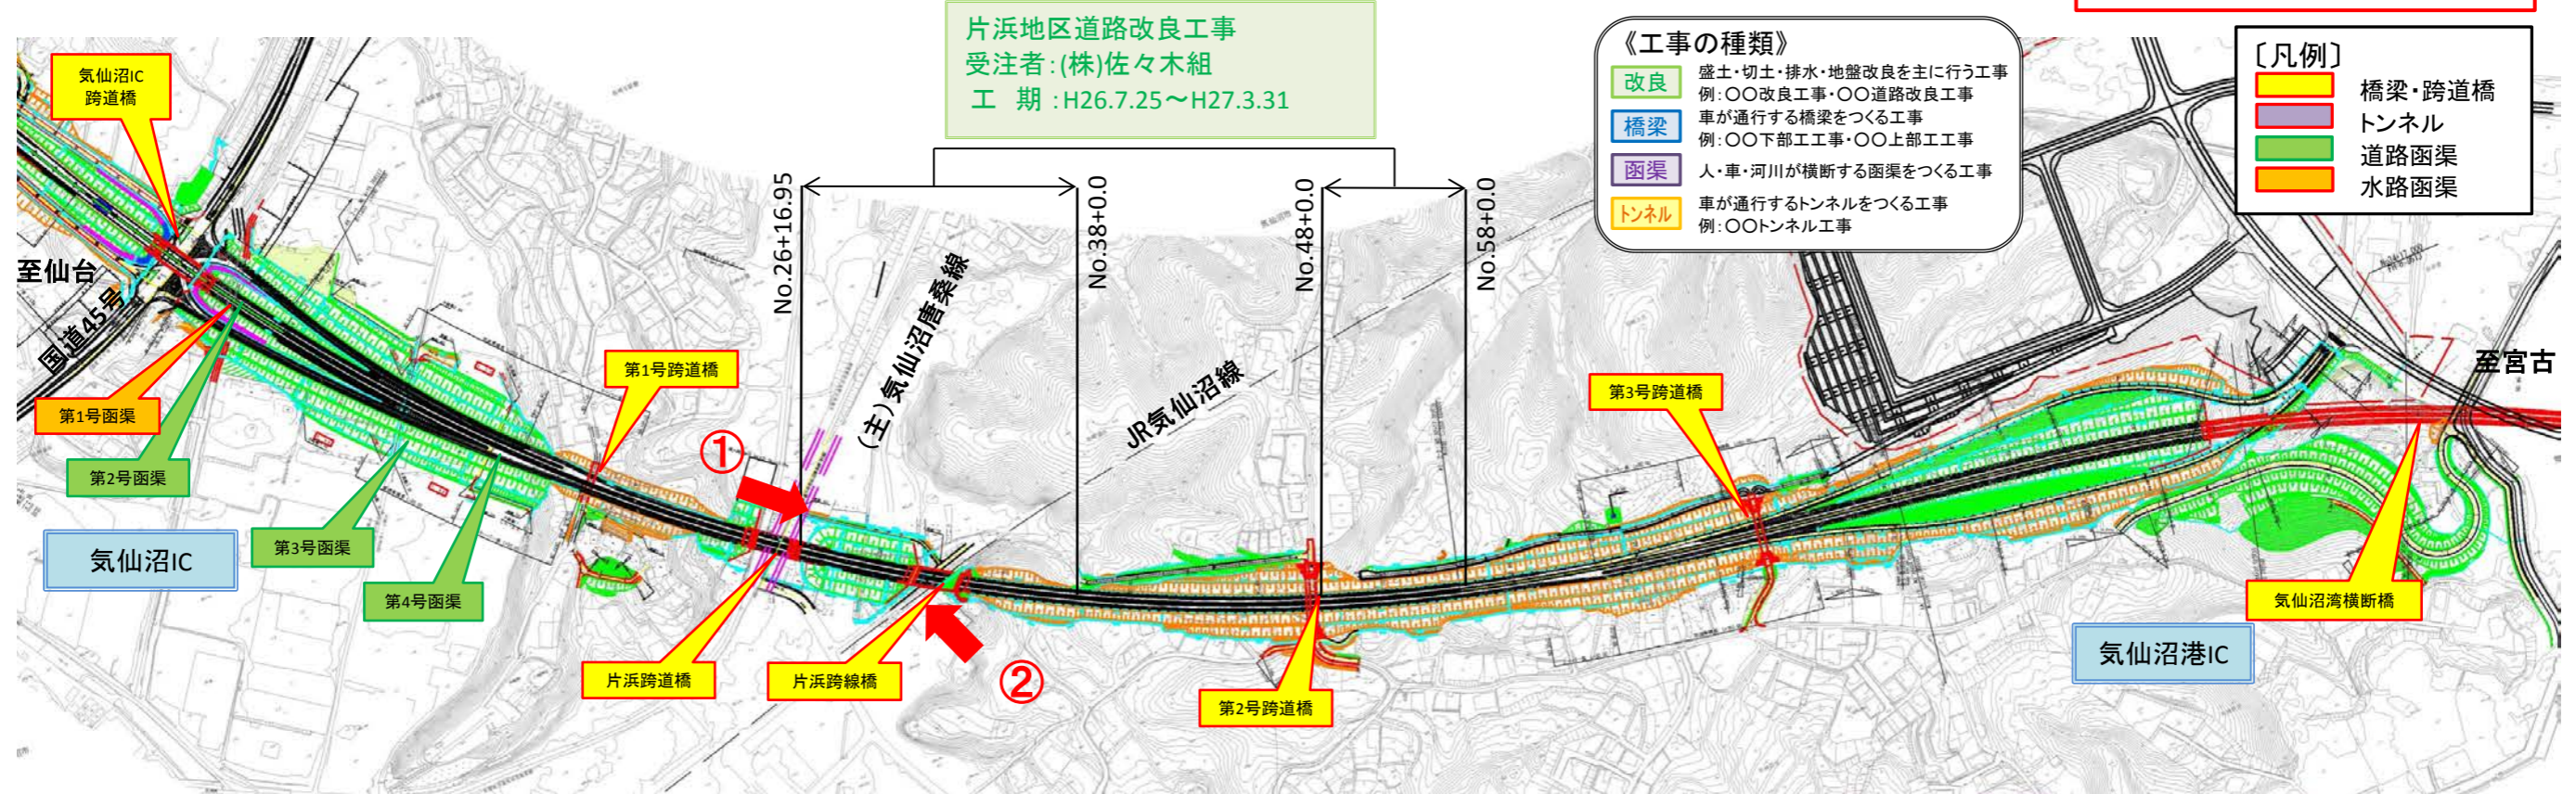 片浜地区道路改良工事
受注者:(株)佐々木組
工 期:H26.7.25～H27.3.31
《工事の種類》
改良
盛土・切土・排水・地盤改良を主に行う工事
例:〇〇改良工事・〇〇道路改良工事
橋梁
車が通行する橋梁をつくる工事
例:〇〇下部工工事・〇〇上部工工事
函渠
人・車・河川が横断する函渠をつくる工事
トンネル
車が通行するトンネルをつくる工事
例:〇〇トンネル工事
〔凡例〕
橋梁・跨道橋
トンネル
道路函渠
水路函渠
気仙沼IC
跨道橋
至仙台
国道45号
第1号函渠
第2号函渠
第3号函渠
第4号函渠
気仙沼IC
第1号跨道橋
①
No.26+16.95
(主)気仙沼唐桑線
No.38+0.0
JR気仙沼線
No.48+0.0
No.58+0.0
片浜跨道橋
片浜跨線橋
②
第2号跨道橋
第3号跨道橋
至宮古
気仙沼湾横断橋
気仙沼港IC